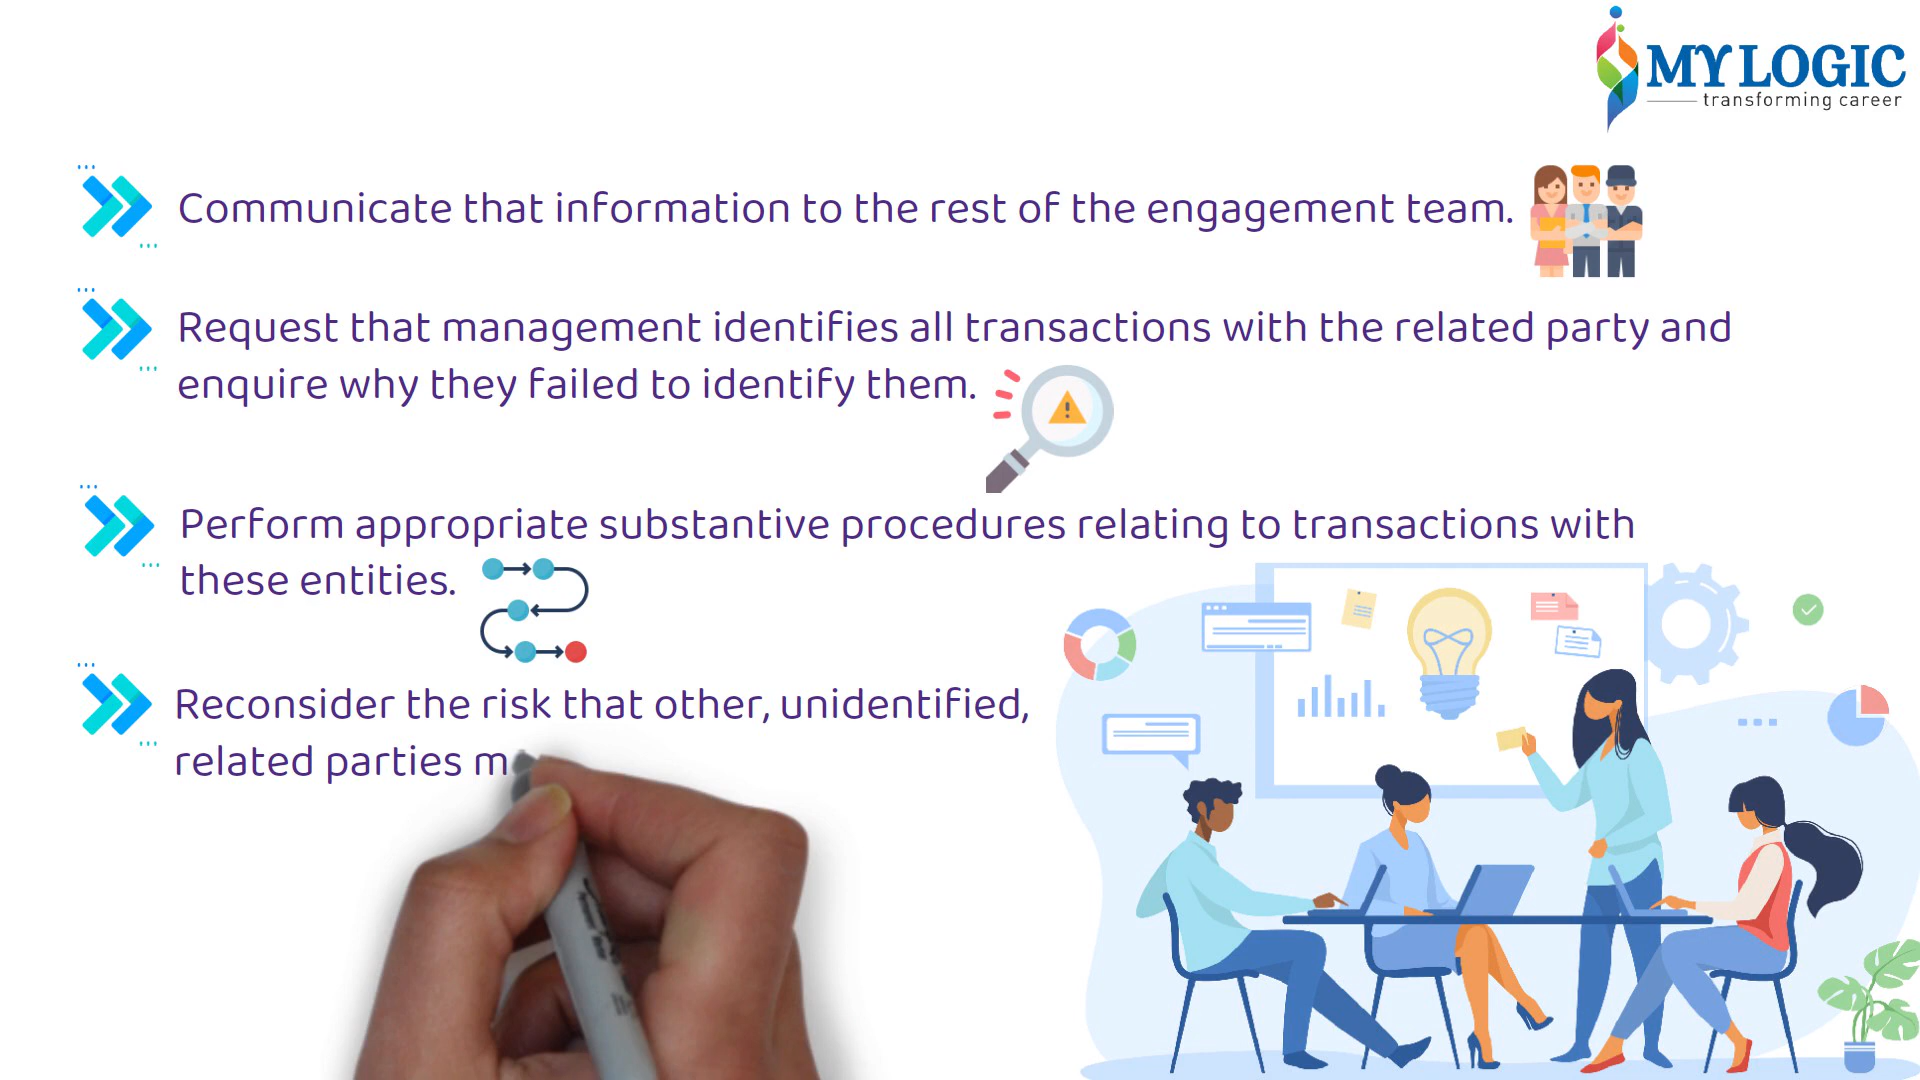 MY LOGIC
transforming career
Communicate that information to the rest of the engagement team.
Request that management identifies all transactions with the related party and
enquire why they failed to identify them.
Perform appropriate substantive procedures relating to transactions with
these entities.
Reconsider the risk that other, unidentified,
related parties m